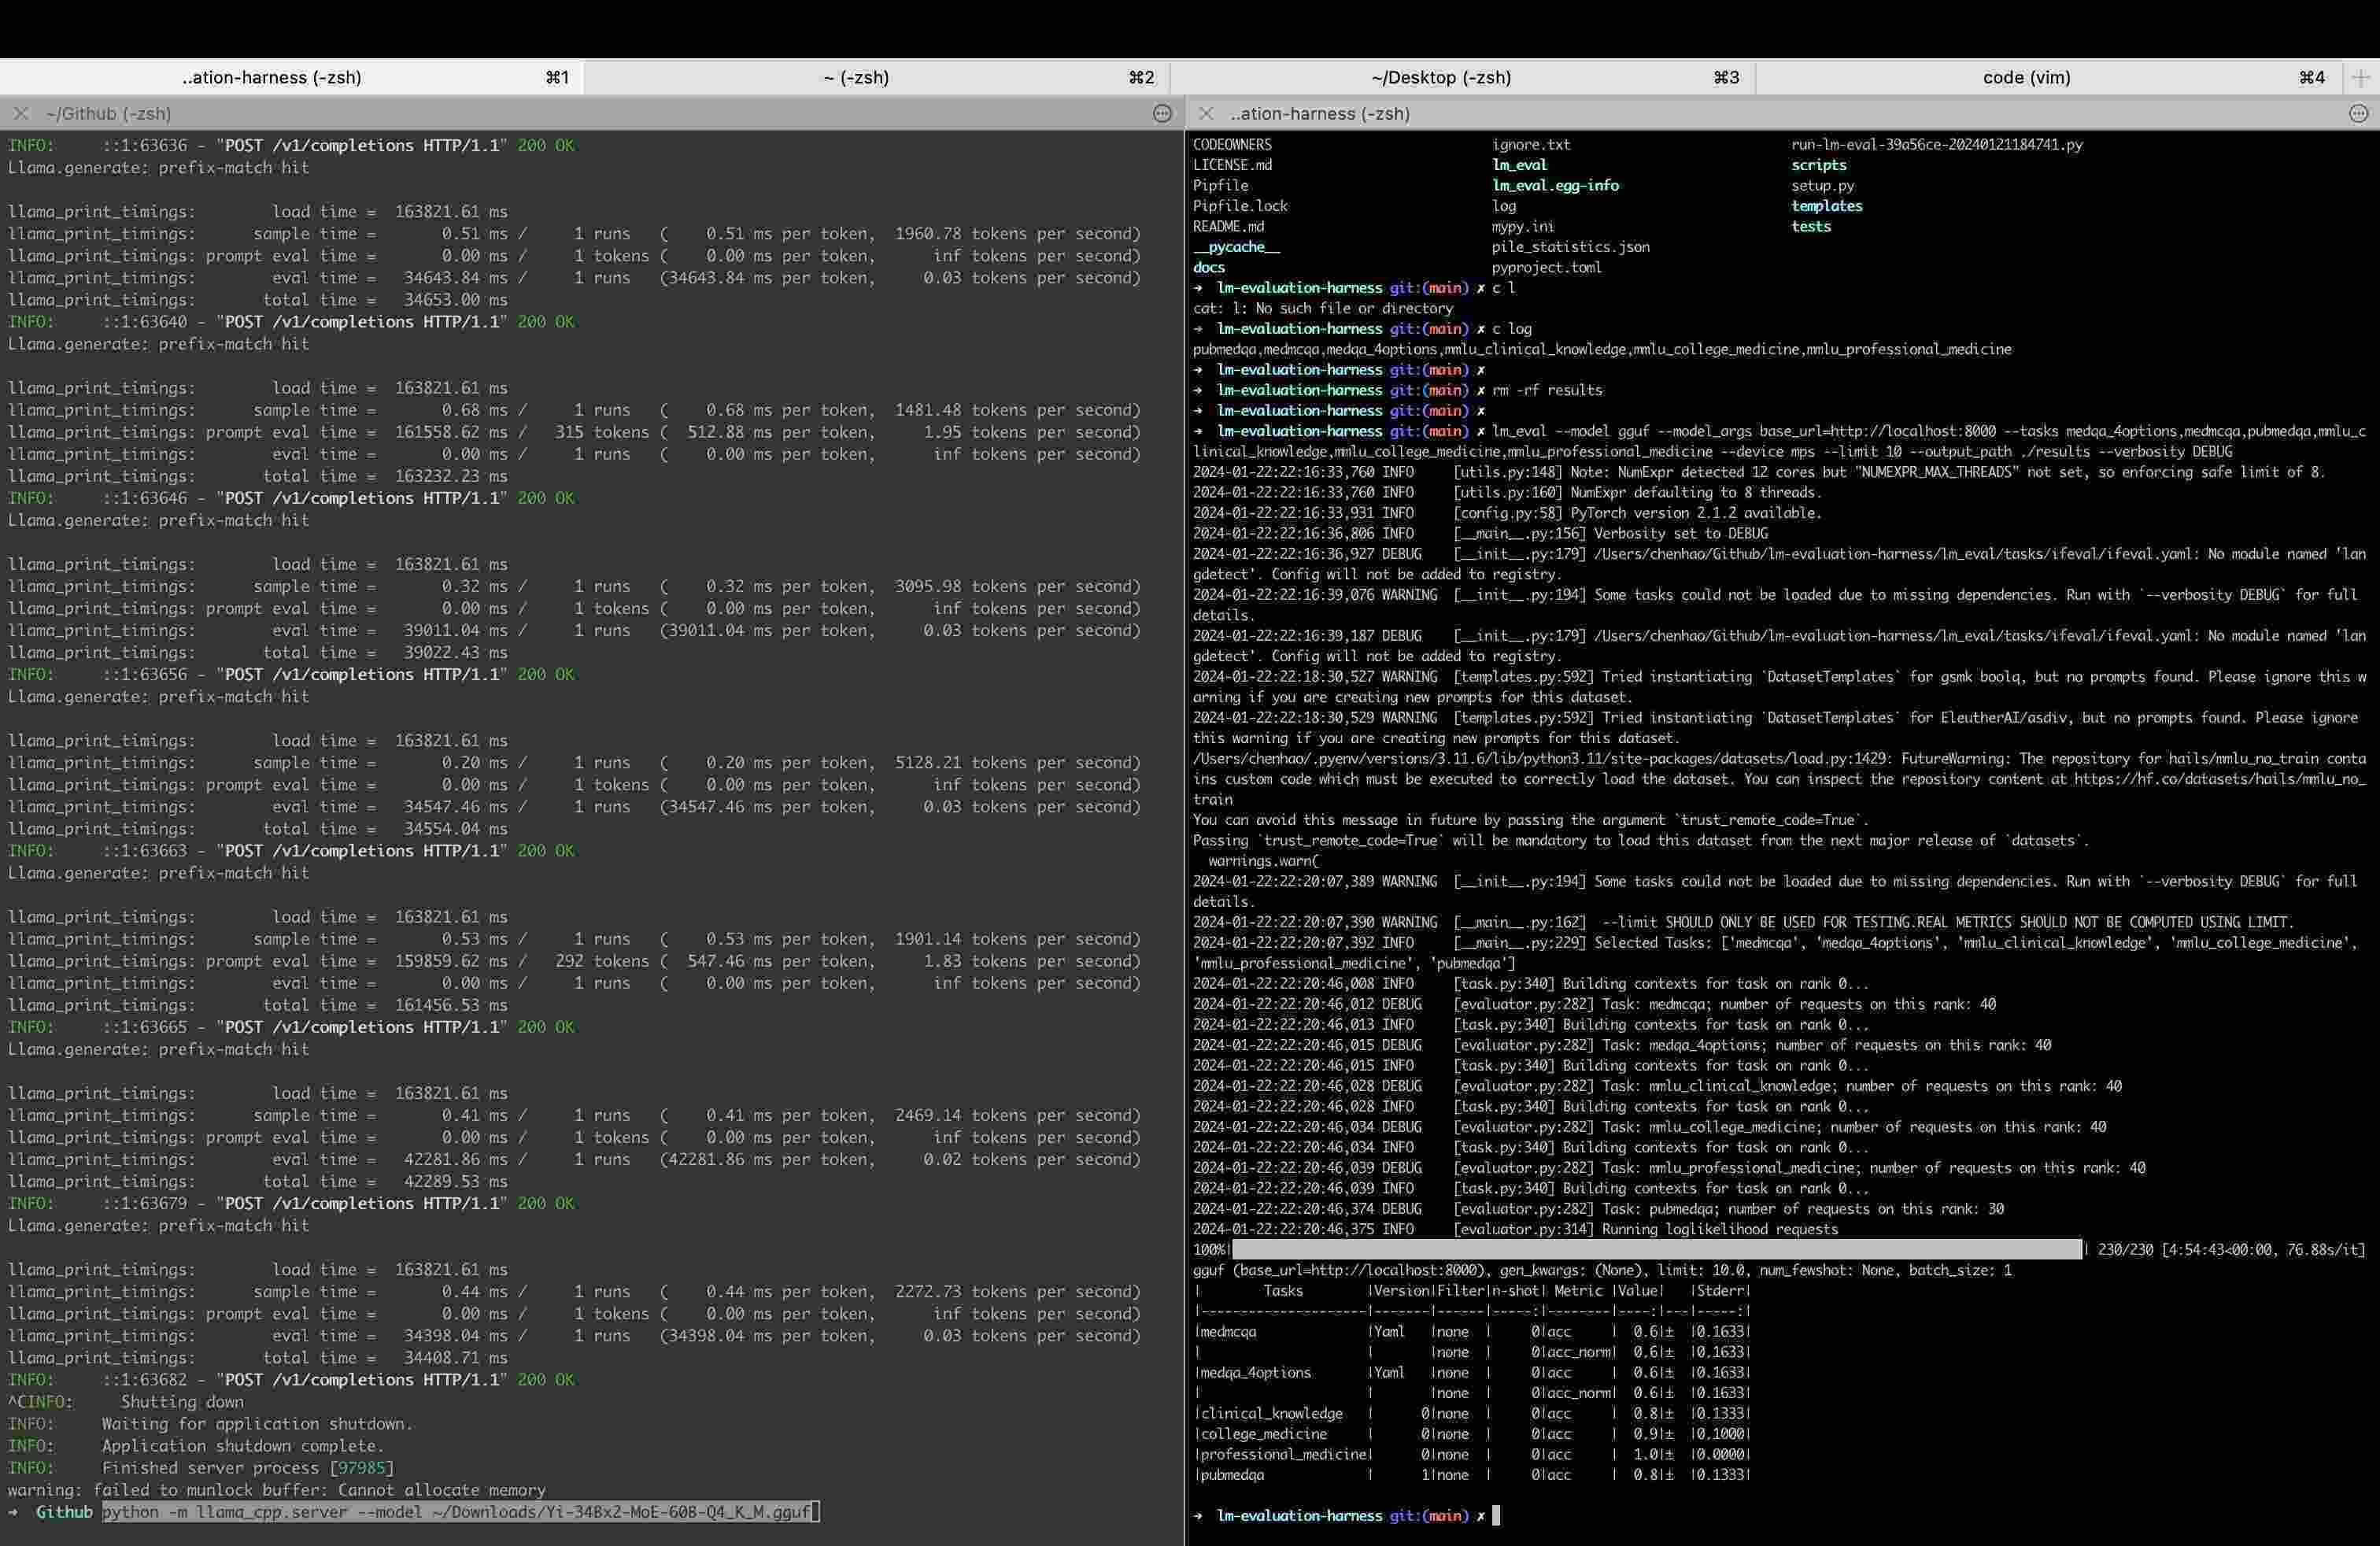 ..ation-harness (-zsh) ⌘1 ~ (-zsh) ⌘2 ~/Desktop (-zsh) ⌘3 code (vim) ⌘4
~/Github (-zsh)
INFO:     ::1:63636 - "POST /v1/completions HTTP/1.1" 200 OK
Llama.generate: prefix-match hit
llama_print_timings:        load time =  163821.61 ms
llama_print_timings:      sample time =       0.51 ms /     1 runs   (    0.51 ms per token,  1960.78 tokens per second)
llama_print_timings: prompt eval time =       0.00 ms /     1 tokens (    0.00 ms per token,      inf tokens per second)
llama_print_timings:        eval time =   34643.84 ms /     1 runs   (34643.84 ms per token,     0.03 tokens per second)
llama_print_timings:       total time =   34653.00 ms
INFO:     ::1:63640 - "POST /v1/completions HTTP/1.1" 200 OK
Llama.generate: prefix-match hit
llama_print_timings:        load time =  163821.61 ms
llama_print_timings:      sample time =       0.68 ms /     1 runs   (    0.68 ms per token,  1481.48 tokens per second)
llama_print_timings: prompt eval time =  161558.62 ms /   315 tokens (  512.88 ms per token,     1.95 tokens per second)
llama_print_timings:        eval time =       0.00 ms /     1 runs   (    0.00 ms per token,      inf tokens per second)
llama_print_timings:       total time =  163232.23 ms
INFO:     ::1:63646 - "POST /v1/completions HTTP/1.1" 200 OK
Llama.generate: prefix-match hit
llama_print_timings:        load time =  163821.61 ms
llama_print_timings:      sample time =       0.32 ms /     1 runs   (    0.32 ms per token,  3095.98 tokens per second)
llama_print_timings: prompt eval time =       0.00 ms /     1 tokens (    0.00 ms per token,      inf tokens per second)
llama_print_timings:        eval time =   39011.04 ms /     1 runs   (39011.04 ms per token,     0.03 tokens per second)
llama_print_timings:       total time =   39022.43 ms
INFO:     ::1:63656 - "POST /v1/completions HTTP/1.1" 200 OK
Llama.generate: prefix-match hit
llama_print_timings:        load time =  163821.61 ms
llama_print_timings:      sample time =       0.20 ms /     1 runs   (    0.20 ms per token,  5128.21 tokens per second)
llama_print_timings: prompt eval time =       0.00 ms /     1 tokens (    0.00 ms per token,      inf tokens per second)
llama_print_timings:        eval time =   34547.46 ms /     1 runs   (34547.46 ms per token,     0.03 tokens per second)
llama_print_timings:       total time =   34554.04 ms
INFO:     ::1:63663 - "POST /v1/completions HTTP/1.1" 200 OK
Llama.generate: prefix-match hit
llama_print_timings:        load time =  163821.61 ms
llama_print_timings:      sample time =       0.53 ms /     1 runs   (    0.53 ms per token,  1901.14 tokens per second)
llama_print_timings: prompt eval time =  159859.62 ms /   292 tokens (  547.46 ms per token,     1.83 tokens per second)
llama_print_timings:        eval time =       0.00 ms /     1 runs   (    0.00 ms per token,      inf tokens per second)
llama_print_timings:       total time =  161456.53 ms
INFO:     ::1:63665 - "POST /v1/completions HTTP/1.1" 200 OK
Llama.generate: prefix-match hit
llama_print_timings:        load time =  163821.61 ms
llama_print_timings:      sample time =       0.41 ms /     1 runs   (    0.41 ms per token,  2469.14 tokens per second)
llama_print_timings: prompt eval time =       0.00 ms /     1 tokens (    0.00 ms per token,      inf tokens per second)
llama_print_timings:        eval time =   42281.86 ms /     1 runs   (42281.86 ms per token,     0.02 tokens per second)
llama_print_timings:       total time =   42289.53 ms
INFO:     ::1:63679 - "POST /v1/completions HTTP/1.1" 200 OK
Llama.generate: prefix-match hit
llama_print_timings:        load time =  163821.61 ms
llama_print_timings:      sample time =       0.44 ms /     1 runs   (    0.44 ms per token,  2272.73 tokens per second)
llama_print_timings: prompt eval time =       0.00 ms /     1 tokens (    0.00 ms per token,      inf tokens per second)
llama_print_timings:        eval time =   34398.04 ms /     1 runs   (34398.04 ms per token,     0.03 tokens per second)
llama_print_timings:       total time =   34408.71 ms
INFO:     ::1:63682 - "POST /v1/completions HTTP/1.1" 200 OK
^CINFO:     Shutting down
INFO:     Waiting for application shutdown.
INFO:     Application shutdown complete.
INFO:     Finished server process [97985]
warning: failed to munlock buffer: Cannot allocate memory
➜  Github python -m llama_cpp.server --model ~/Downloads/Yi-34Bx2-MoE-60B-Q4_K_M.gguf
..ation-harness (-zsh)
CODEOWNERS ignore.txt run-lm-eval-39a56ce-20240121184741.py
LICENSE.md lm_eval scripts
Pipfile lm_eval.egg-info setup.py
Pipfile.lock log templates
README.md mypy.ini tests
__pycache__ pile_statistics.json
docs pyproject.toml
➜  lm-evaluation-harness git:(main) ✗ c l
cat: l: No such file or directory
➜  lm-evaluation-harness git:(main) ✗ c log
pubmedqa,medmcqa,medqa_4options,mmlu_clinical_knowledge,mmlu_college_medicine,mmlu_professional_medicine
➜  lm-evaluation-harness git:(main) ✗
➜  lm-evaluation-harness git:(main) ✗ rm -rf results
➜  lm-evaluation-harness git:(main) ✗
➜  lm-evaluation-harness git:(main) ✗ lm_eval --model gguf --model_args base_url=http://localhost:8000 --tasks medqa_4options,medmcqa,pubmedqa,mmlu_c
linical_knowledge,mmlu_college_medicine,mmlu_professional_medicine --device mps --limit 10 --output_path ./results --verbosity DEBUG
2024-01-22:22:16:33,760 INFO     [utils.py:148] Note: NumExpr detected 12 cores but "NUMEXPR_MAX_THREADS" not set, so enforcing safe limit of 8.
2024-01-22:22:16:33,760 INFO     [utils.py:160] NumExpr defaulting to 8 threads.
2024-01-22:22:16:33,931 INFO     [config.py:58] PyTorch version 2.1.2 available.
2024-01-22:22:16:36,806 INFO     [__main__.py:156] Verbosity set to DEBUG
2024-01-22:22:16:36,927 DEBUG    [__init__.py:179] /Users/chenhao/Github/lm-evaluation-harness/lm_eval/tasks/ifeval/ifeval.yaml: No module named 'lan
gdetect'. Config will not be added to registry.
2024-01-22:22:16:39,076 WARNING  [__init__.py:194] Some tasks could not be loaded due to missing dependencies. Run with `--verbosity DEBUG` for full
details.
2024-01-22:22:16:39,187 DEBUG    [__init__.py:179] /Users/chenhao/Github/lm-evaluation-harness/lm_eval/tasks/ifeval/ifeval.yaml: No module named 'lan
gdetect'. Config will not be added to registry.
2024-01-22:22:18:30,527 WARNING  [templates.py:592] Tried instantiating `DatasetTemplates` for gsmk boolq, but no prompts found. Please ignore this w
arning if you are creating new prompts for this dataset.
2024-01-22:22:18:30,529 WARNING  [templates.py:592] Tried instantiating `DatasetTemplates` for EleutherAI/asdiv, but no prompts found. Please ignore
this warning if you are creating new prompts for this dataset.
/Users/chenhao/.pyenv/versions/3.11.6/lib/python3.11/site-packages/datasets/load.py:1429: FutureWarning: The repository for hails/mmlu_no_train conta
ins custom code which must be executed to correctly load the dataset. You can inspect the repository content at https://hf.co/datasets/hails/mmlu_no_
train
You can avoid this message in future by passing the argument `trust_remote_code=True`.
Passing `trust_remote_code=True` will be mandatory to load this dataset from the next major release of `datasets`.
  warnings.warn(
2024-01-22:22:20:07,389 WARNING  [__init__.py:194] Some tasks could not be loaded due to missing dependencies. Run with `--verbosity DEBUG` for full
details.
2024-01-22:22:20:07,390 WARNING  [__main__.py:162]  --limit SHOULD ONLY BE USED FOR TESTING.REAL METRICS SHOULD NOT BE COMPUTED USING LIMIT.
2024-01-22:22:20:07,392 INFO     [__main__.py:229] Selected Tasks: ['medmcqa', 'medqa_4options', 'mmlu_clinical_knowledge', 'mmlu_college_medicine',
'mmlu_professional_medicine', 'pubmedqa']
2024-01-22:22:20:46,008 INFO     [task.py:340] Building contexts for task on rank 0...
2024-01-22:22:20:46,012 DEBUG    [evaluator.py:282] Task: medmcqa; number of requests on this rank: 40
2024-01-22:22:20:46,013 INFO     [task.py:340] Building contexts for task on rank 0...
2024-01-22:22:20:46,015 DEBUG    [evaluator.py:282] Task: medqa_4options; number of requests on this rank: 40
2024-01-22:22:20:46,015 INFO     [task.py:340] Building contexts for task on rank 0...
2024-01-22:22:20:46,028 DEBUG    [evaluator.py:282] Task: mmlu_clinical_knowledge; number of requests on this rank: 40
2024-01-22:22:20:46,028 INFO     [task.py:340] Building contexts for task on rank 0...
2024-01-22:22:20:46,034 DEBUG    [evaluator.py:282] Task: mmlu_college_medicine; number of requests on this rank: 40
2024-01-22:22:20:46,034 INFO     [task.py:340] Building contexts for task on rank 0...
2024-01-22:22:20:46,039 DEBUG    [evaluator.py:282] Task: mmlu_professional_medicine; number of requests on this rank: 40
2024-01-22:22:20:46,039 INFO     [task.py:340] Building contexts for task on rank 0...
2024-01-22:22:20:46,374 DEBUG    [evaluator.py:282] Task: pubmedqa; number of requests on this rank: 30
2024-01-22:22:20:46,375 INFO     [evaluator.py:314] Running loglikelihood requests
100%| | 230/230 [4:54:43<00:00, 76.88s/it]
gguf (base_url=http://localhost:8000), gen_kwargs: (None), limit: 10.0, num_fewshot: None, batch_size: 1
|        Tasks        |Version|Filter|n-shot| Metric |Value|   |Stderr|
|---------------------|-------|------|-----:|--------|----:|---|-----:|
|medmcqa              |Yaml   |none  |     0|acc     |  0.6|±  |0.1633|
|                     |       |none  |     0|acc_norm|  0.6|±  |0.1633|
|medqa_4options       |Yaml   |none  |     0|acc     |  0.6|±  |0.1633|
|                     |       |none  |     0|acc_norm|  0.6|±  |0.1633|
|clinical_knowledge   |      0|none  |     0|acc     |  0.8|±  |0.1333|
|college_medicine     |      0|none  |     0|acc     |  0.9|±  |0.1000|
|professional_medicine|      0|none  |     0|acc     |  1.0|±  |0.0000|
|pubmedqa             |      1|none  |     0|acc     |  0.8|±  |0.1333|
➜  lm-evaluation-harness git:(main) ✗